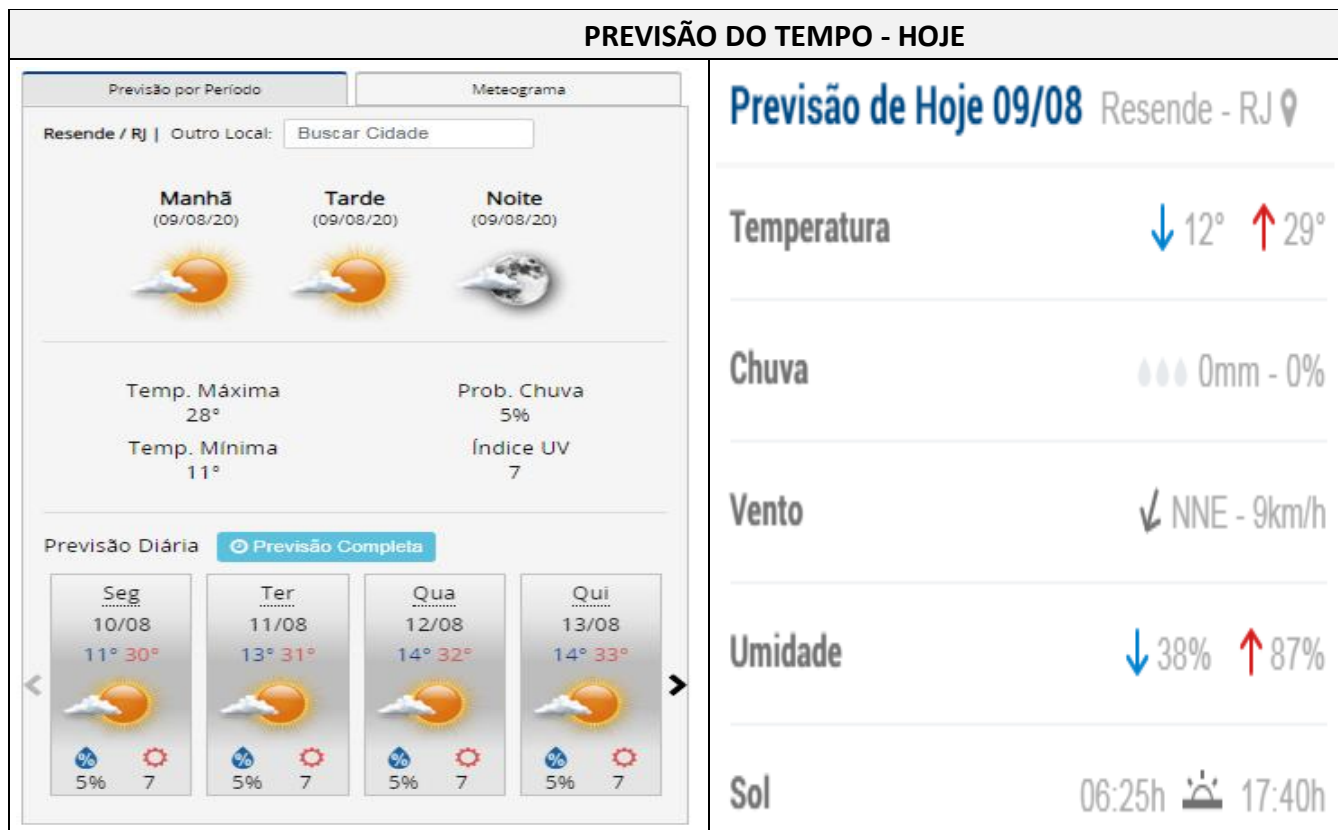 PREVISÃO DO TEMPO - HOJE
Previsão por Período
Meteograma
Resende / RJ | Outro Local: Buscar Cidade
Manhã Tarde Noite
(09/08/20) (09/08/20) (09/08/20)
Temp. Máxima Prob. Chuva
28° 5%
Temp. Mínima Índice UV
11° 7
Previsão Diária Previsão Completa
Seg Ter Qua Qui
10/08 11/08 12/08 13/08
11° 30° 13° 31° 14° 32° 14° 33°
% % % %
5% 7 5% 7 5% 7 5% 7
Previsão de Hoje 09/08 Resende - RJ
Temperatura 12° 29°
Chuva 0mm - 0%
Vento NNE - 9km/h
Umidade 38% 87%
Sol 06:25h 17:40h